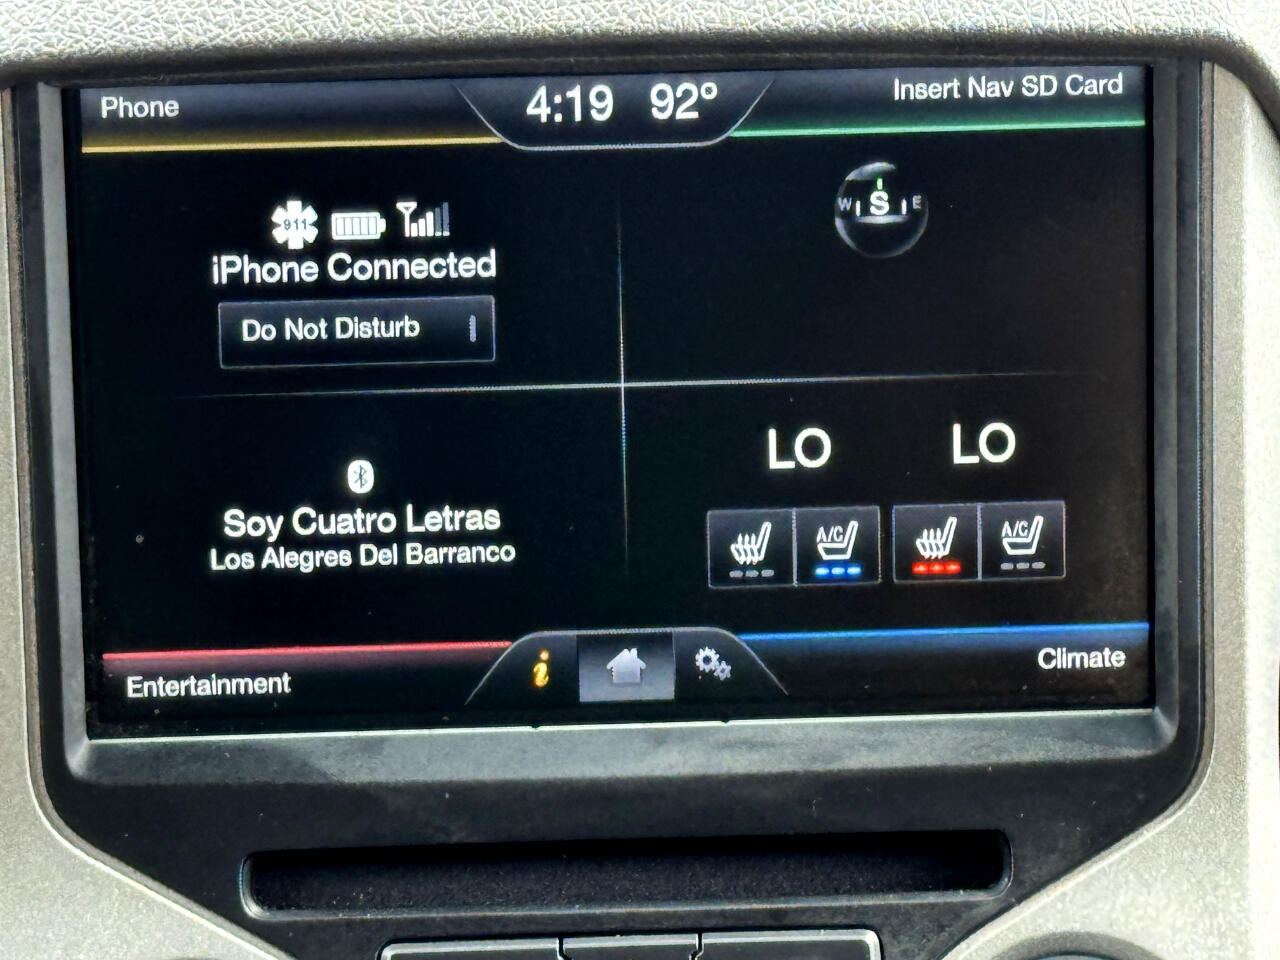 Phone
4:19 92°
Insert Nav SD Card
911
iPhone Connected
Do Not Disturb
W S E
Soy Cuatro Letras
Los Alegres Del Barranco
LO LO
A/C A/C
Entertainment
i
Climate